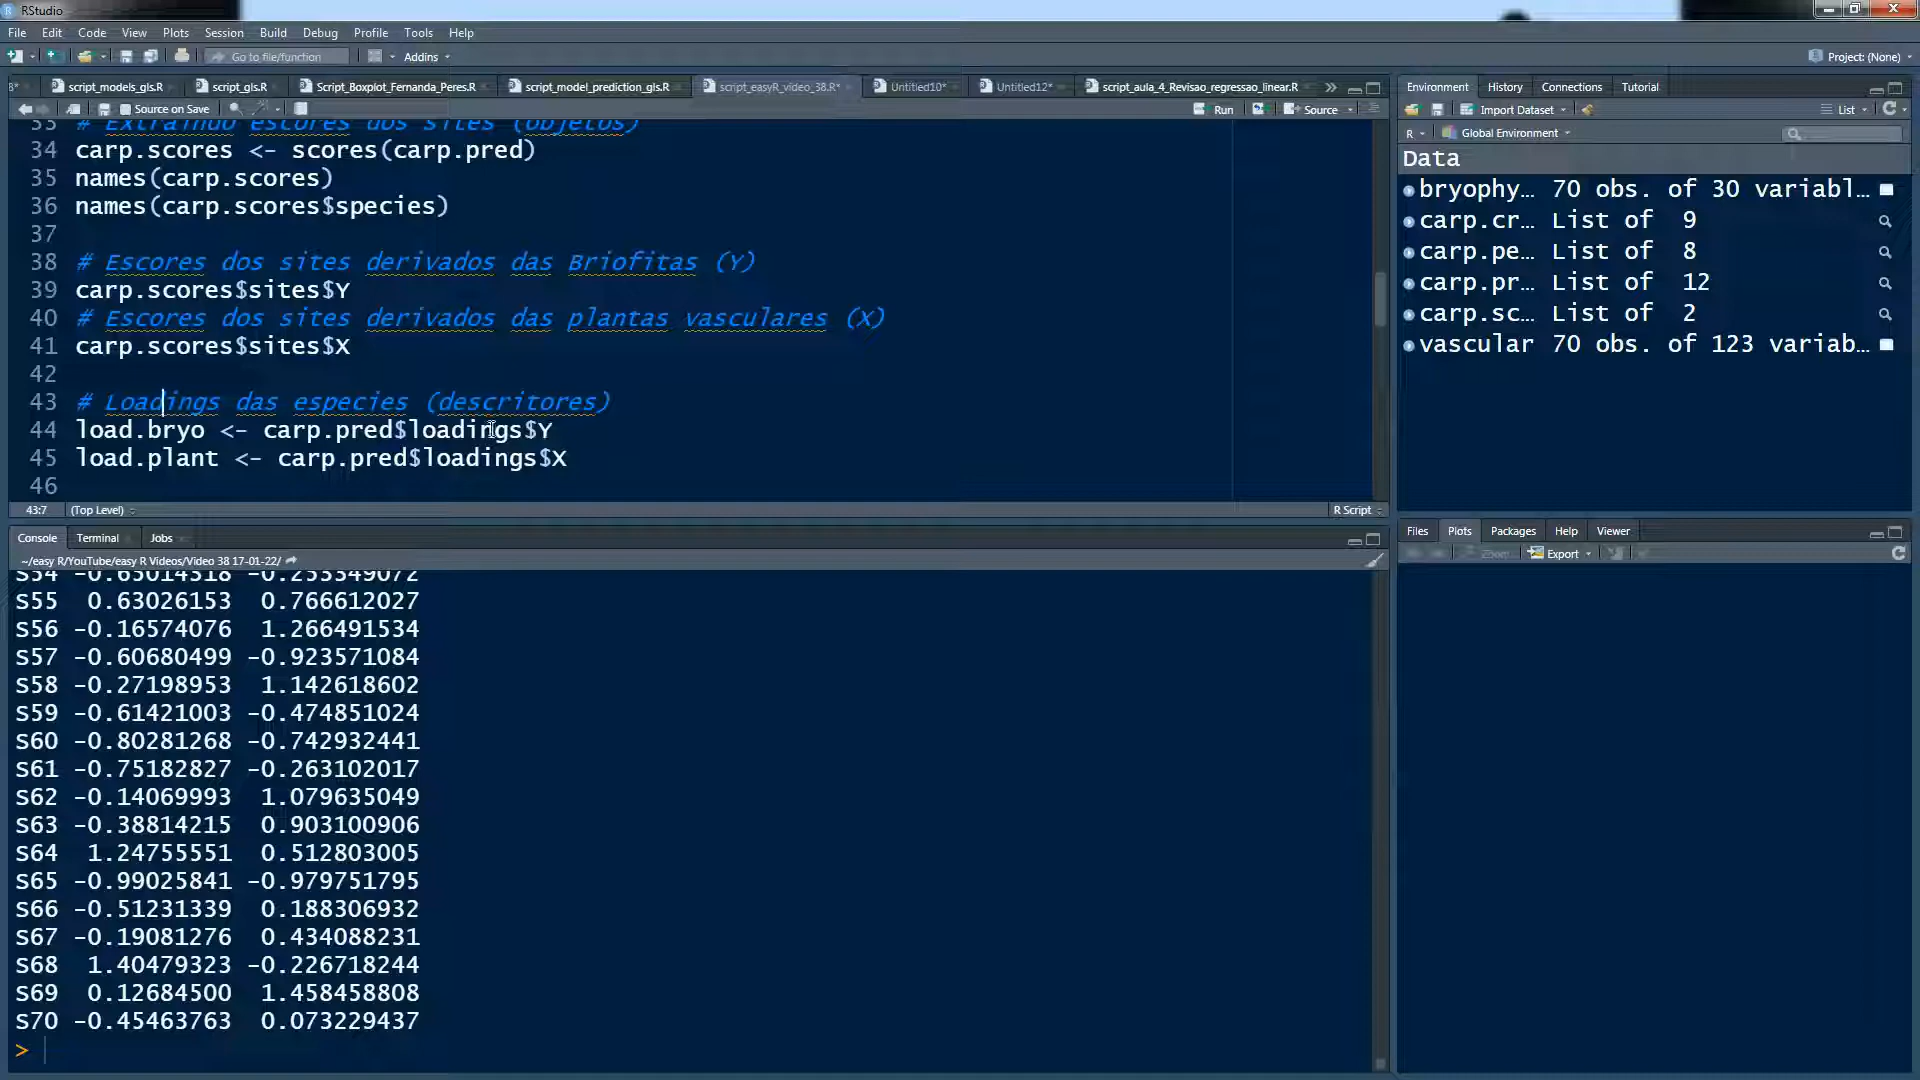 RStudio
File Edit Code View Plots Session Build Debug Profile Tools Help
Go to file/function Addins Project: (None)
script_models_gls.R script_gls.R Script_Boxplot_Fernanda_Peres.R script_model_prediction_gls.R script_easyR_video_38.R* Untitled10* Untitled12* script_aula_4_Revisao_regressao_linear.R
Source on Save Run Source
33 # Extraindo escores dos sites (objetos)
34 carp.scores <- scores(carp.pred)
35 names(carp.scores)
36 names(carp.scores$species)
37
38 # Escores dos sites derivados das Briofitas (Y)
39 carp.scores$sites$Y
40 # Escores dos sites derivados das plantas vasculares (X)
41 carp.scores$sites$X
42
43 # Loadings das especies (descritores)
44 load.bryo <- carp.pred$loadings$Y
45 load.plant <- carp.pred$loadings$X
46
43:7 (Top Level) R Script
Console Terminal Jobs
~/easy R/YouTube/easy R Videos/Video 38 17-01-22/
S54 -0.65014318 -0.253349072
S55 0.63026153 0.766612027
S56 -0.16574076 1.266491534
S57 -0.60680499 -0.923571084
S58 -0.27198953 1.142618602
S59 -0.61421003 -0.474851024
S60 -0.80281268 -0.742932441
S61 -0.75182827 -0.263102017
S62 -0.14069993 1.079635049
S63 -0.38814215 0.903100906
S64 1.24755551 0.512803005
S65 -0.99025841 -0.979751795
S66 -0.51231339 0.188306932
S67 -0.19081276 0.434088231
S68 1.40479323 -0.226718244
S69 0.12684500 1.458458808
S70 -0.45463763 0.073229437
>
Environment History Connections Tutorial
Import Dataset List
R Global Environment
Data
bryophy… 70 obs. of 30 variabl…
carp.cr… List of 9
carp.pe… List of 8
carp.pr… List of 12
carp.sc… List of 2
vascular 70 obs. of 123 variab…
Files Plots Packages Help Viewer
Zoom Export